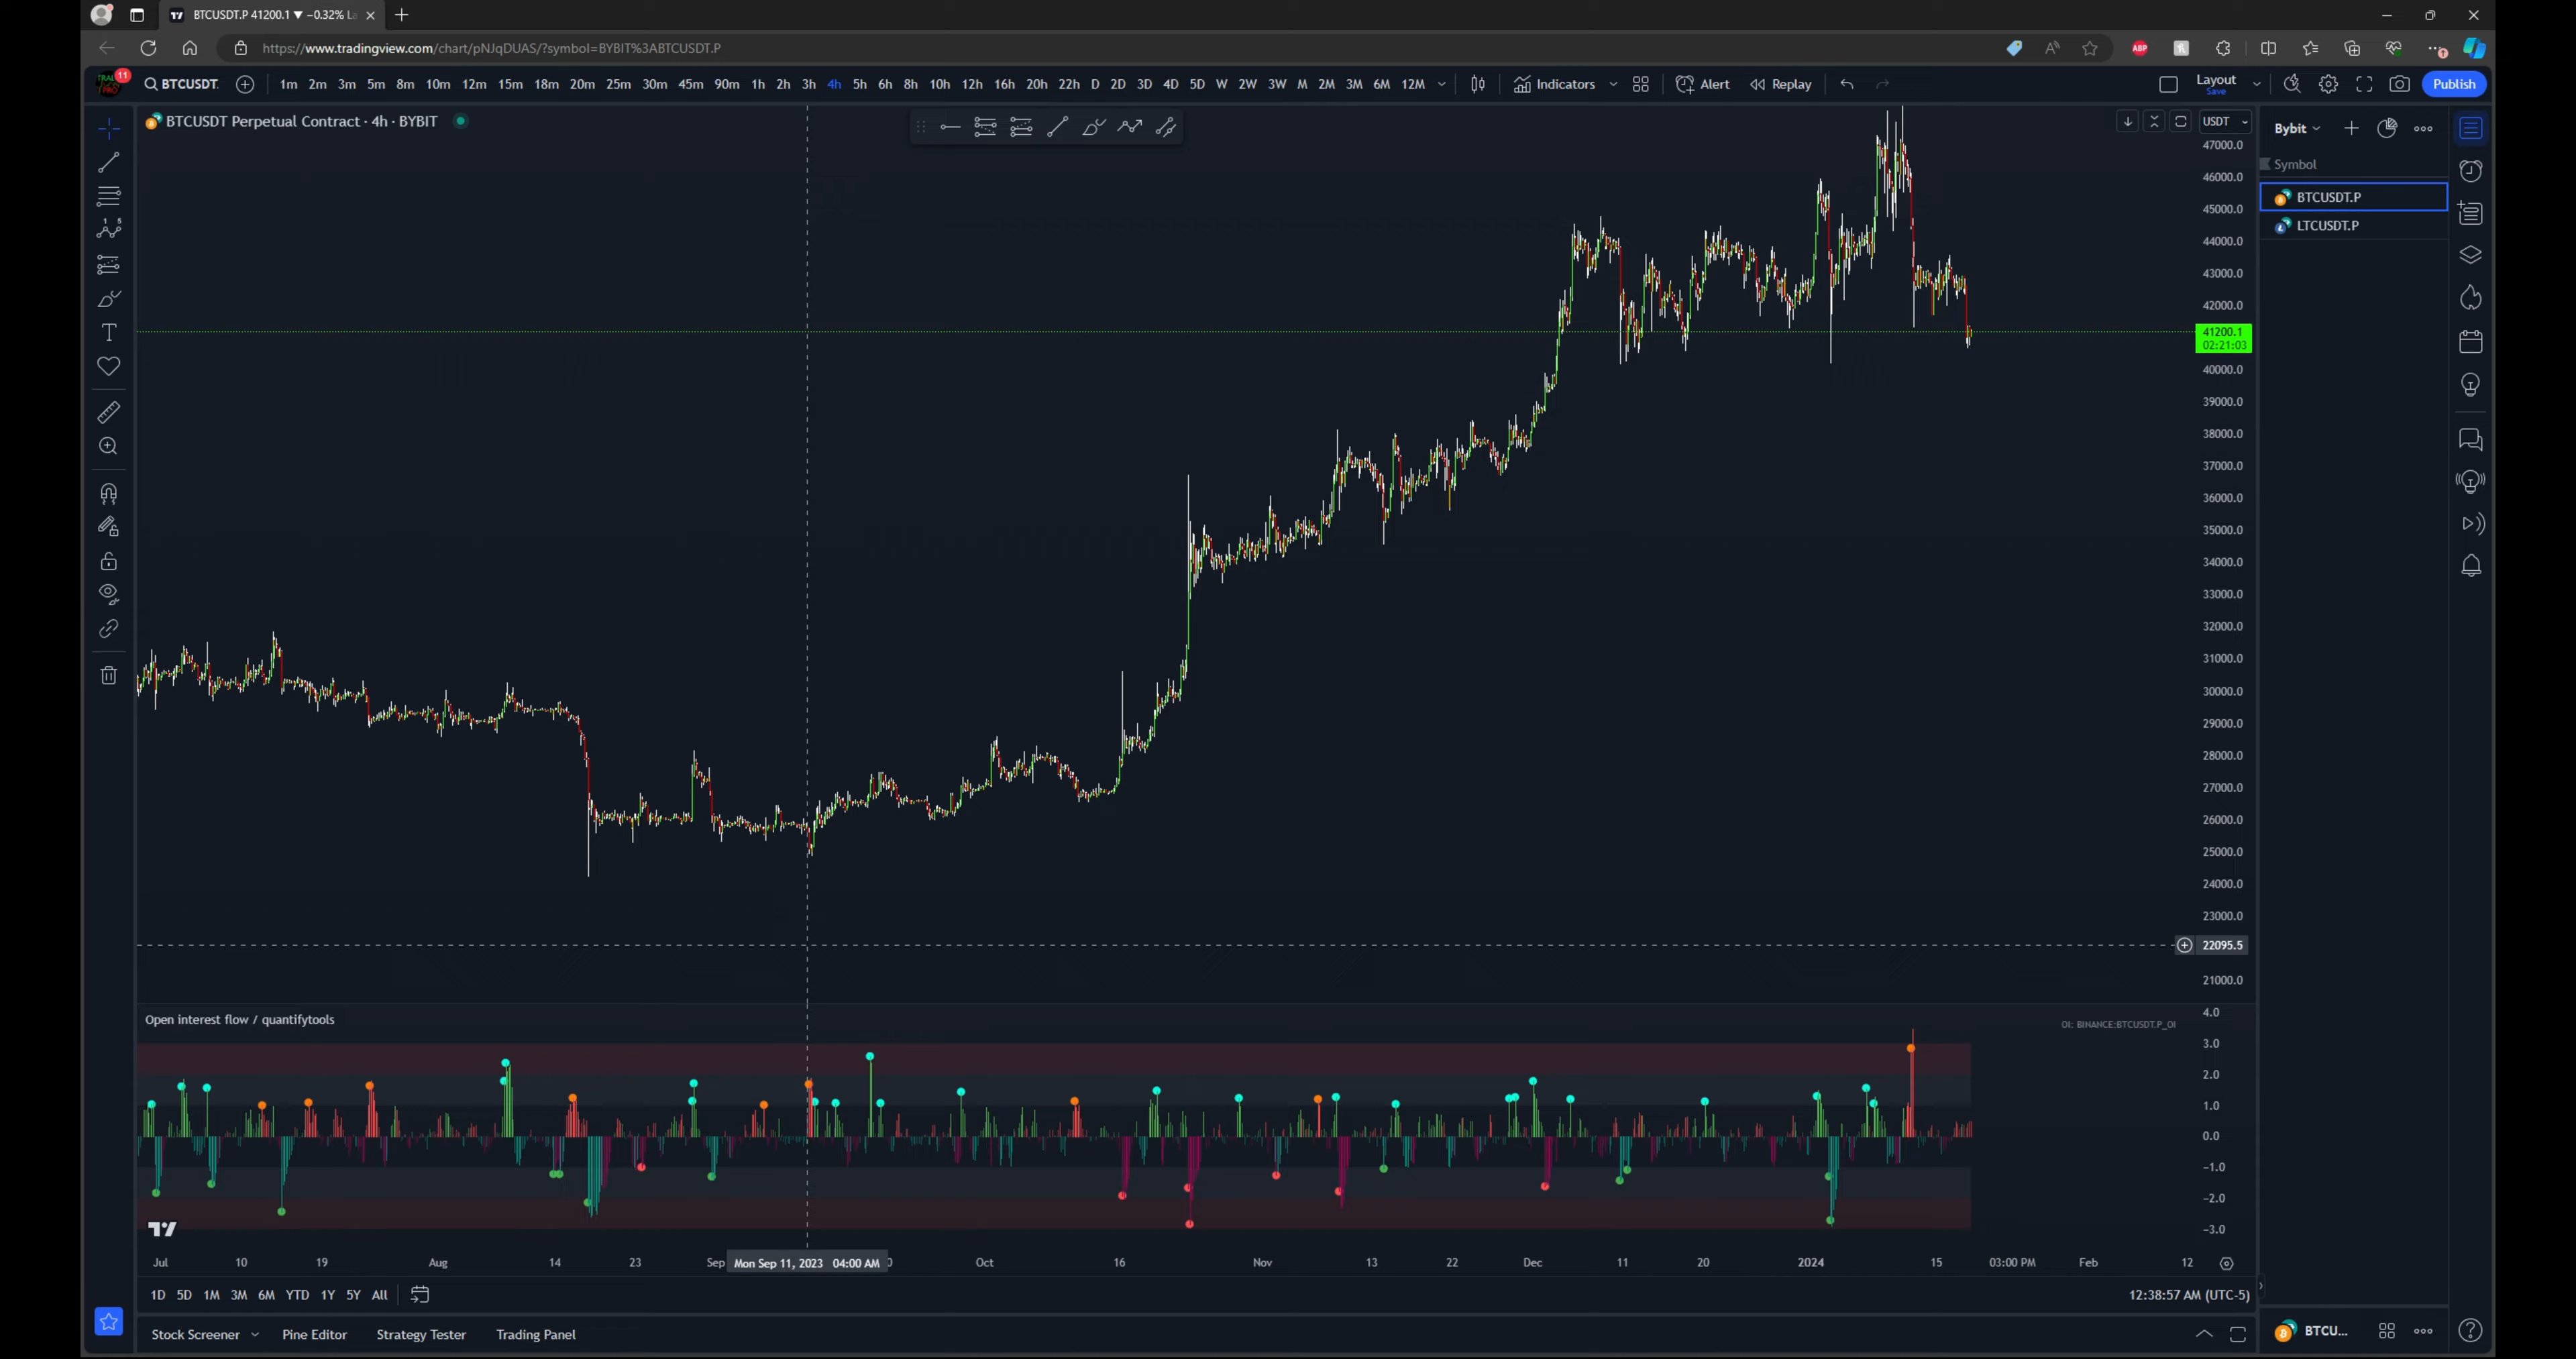 BTCUSDT.P 41200.1 ▼ −0.32% La
https://www.tradingview.com/chart/pNJqDUAS/?symbol=BYBIT%3ABTCUSDT.P
ABP
11
BTCUSDT. 1m 2m 3m 5m 8m 10m 12m 15m 18m 20m 25m 30m 45m 90m 1h 2h 3h 4h 5h 6h 8h 10h 12h 16h 20h 22h D 2D 3D 4D 5D W 2W 3W M 2M 3M 6M 12M Indicators Alert Replay Layout Publish
Save
BTCUSDT Perpetual Contract · 4h · BYBIT
USDT
Bybit
47000.0
Symbol
46000.0
BTCUSDT.P
45000.0
LTCUSDT.P
44000.0
43000.0
42000.0
41200.1
02:21:03
40000.0
39000.0
38000.0
37000.0
36000.0
35000.0
34000.0
33000.0
32000.0
31000.0
30000.0
29000.0
28000.0
27000.0
26000.0
25000.0
24000.0
23000.0
22095.5
21000.0
Open interest flow / quantifytools
OI: BINANCE:BTCUSDT.P_OI
4.0
3.0
2.0
1.0
0.0
−1.0
−2.0
−3.0
Jul 10 19 Aug 14 23 Sep Mon Sep 11, 2023 04:00 AM 0 Oct 16 Nov 13 22 Dec 11 20 2024 15 03:00 PM Feb 12
1D 5D 1M 3M 6M YTD 1Y 5Y All
12:38:57 AM (UTC-5)
Stock Screener Pine Editor Strategy Tester Trading Panel
BTCU...